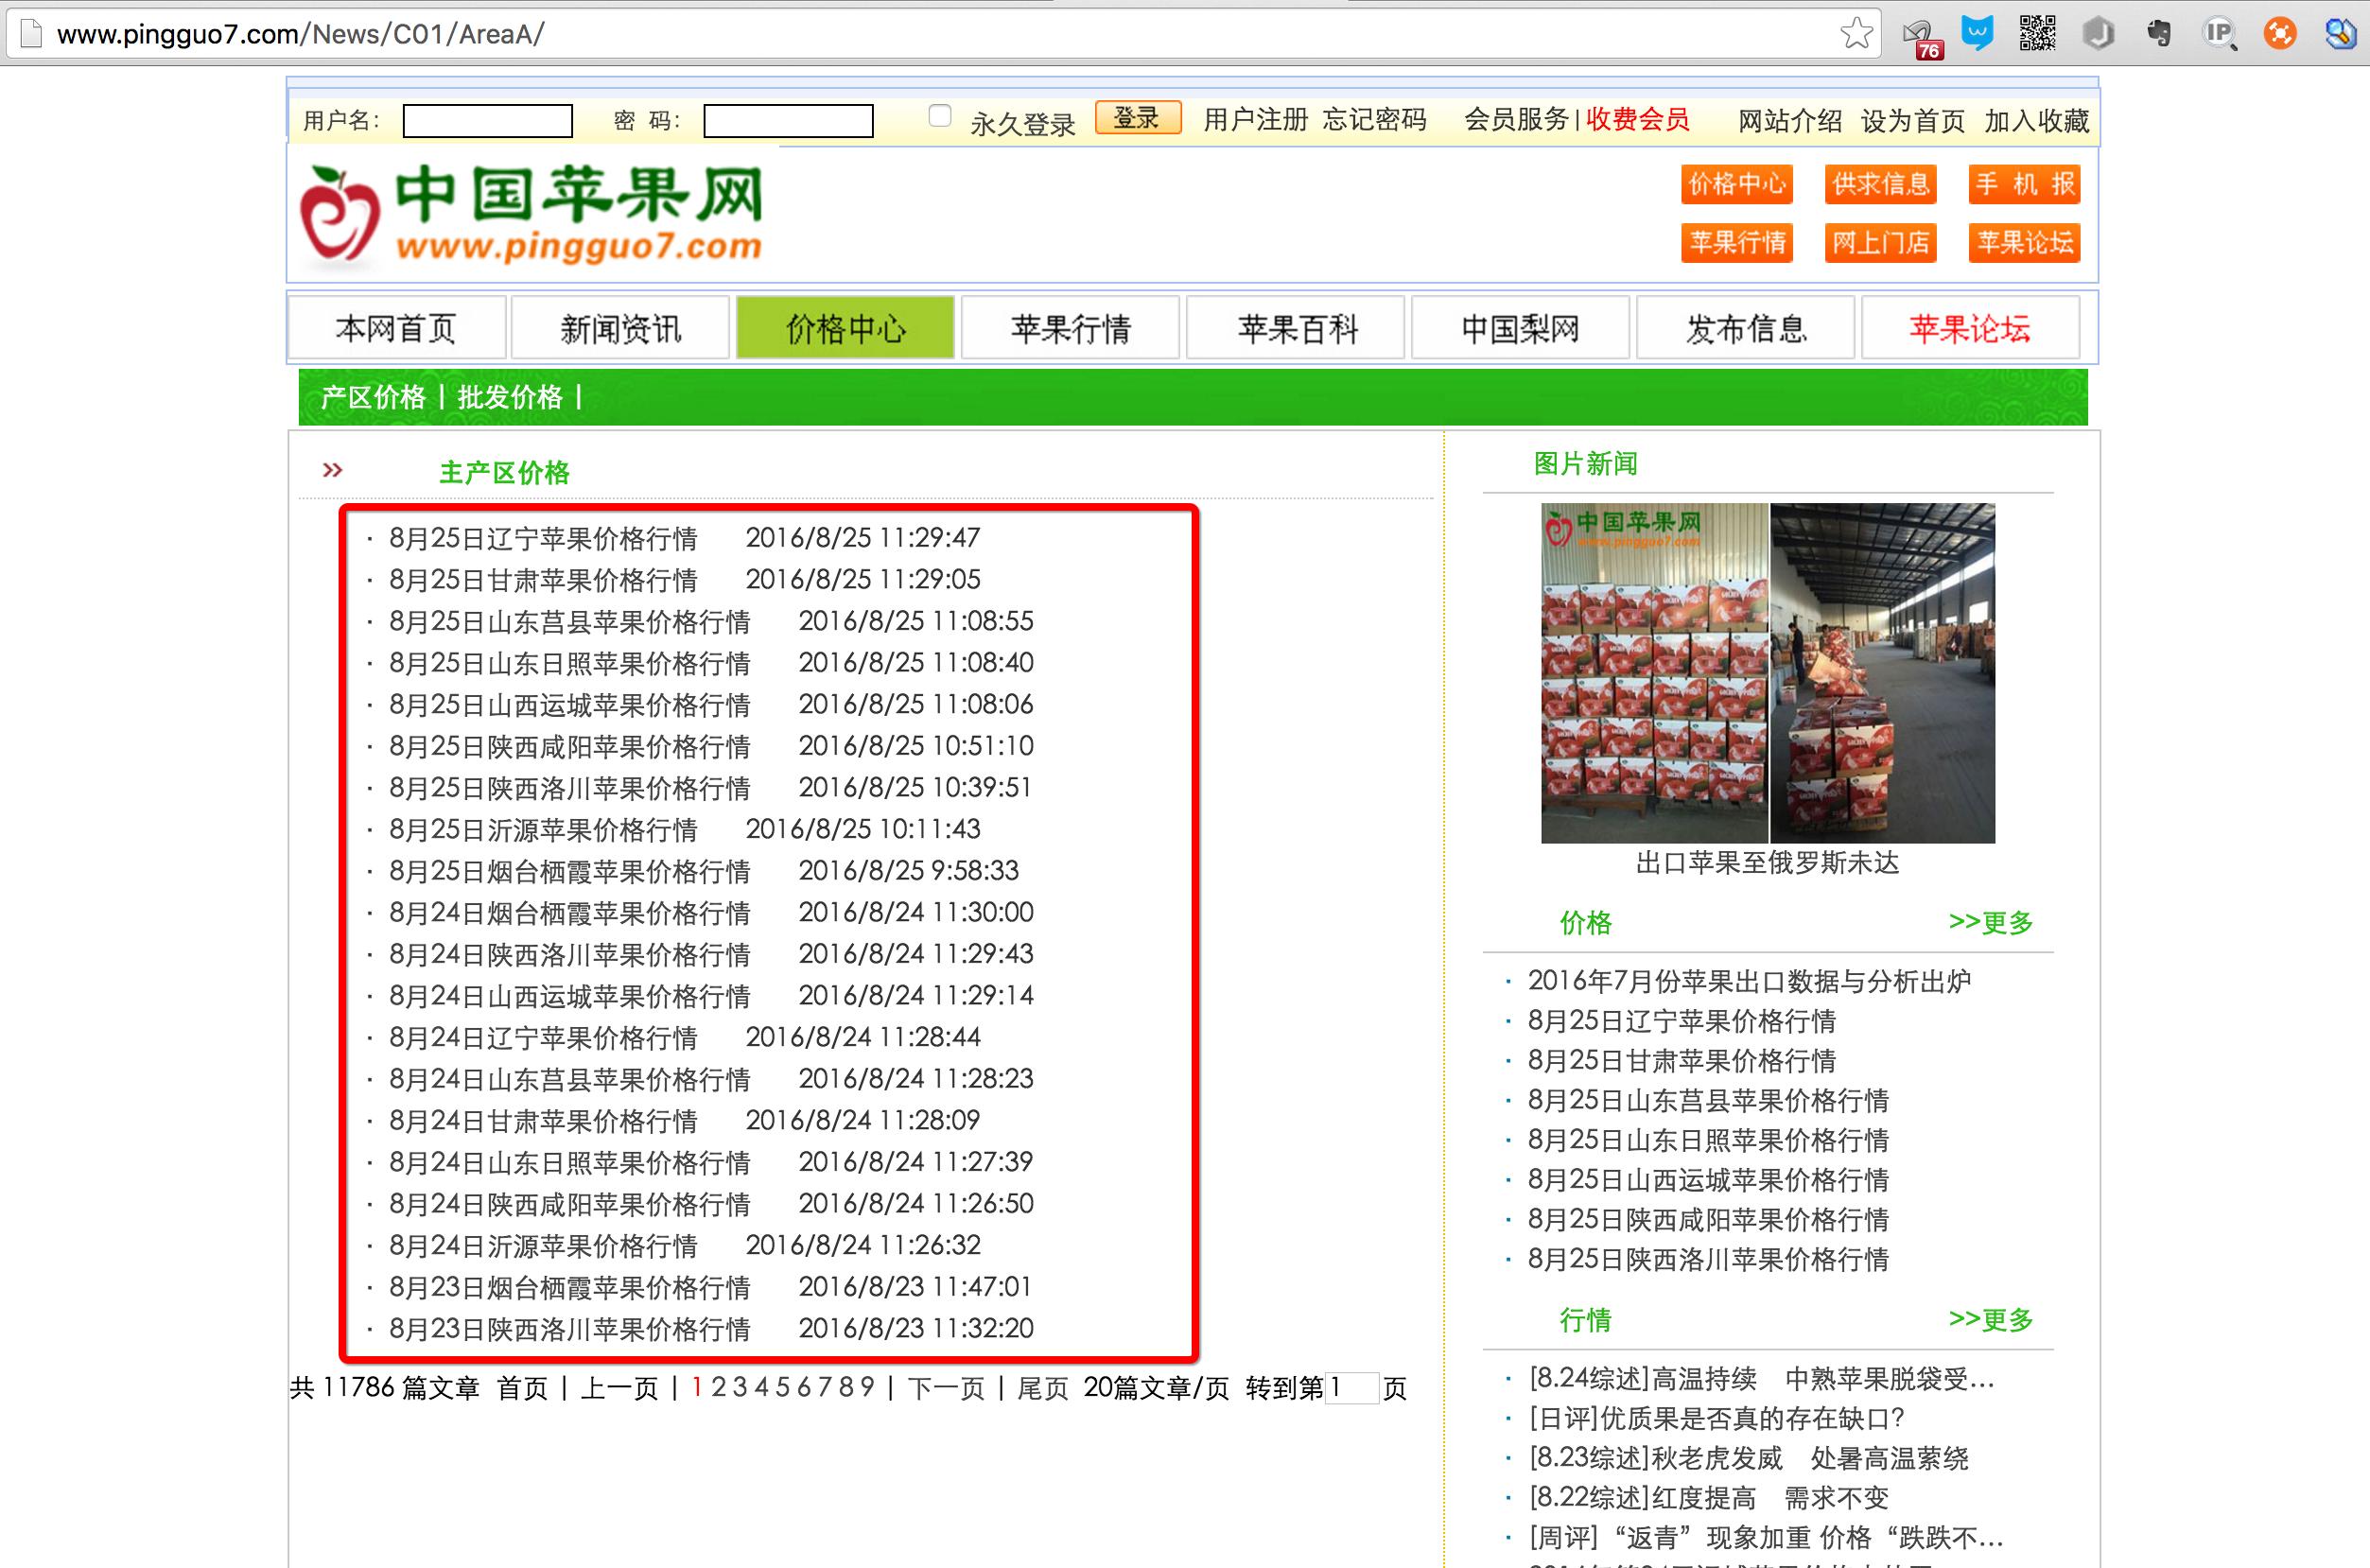 www.pingguo7.com/News/C01/AreaA/
76
IP
用户名：
密 码：
永久登录
登录
用户注册 忘记密码 会员服务|收费会员 网站介绍 设为首页 加入收藏
中国苹果网
www.pingguo7.com
价格中心 供求信息 手 机 报
苹果行情 网上门店 苹果论坛
本网首页 新闻资讯 价格中心 苹果行情 苹果百科 中国梨网 发布信息 苹果论坛
产区价格 | 批发价格 |
>> 主产区价格
· 8月25日辽宁苹果价格行情 2016/8/25 11:29:47
· 8月25日甘肃苹果价格行情 2016/8/25 11:29:05
· 8月25日山东莒县苹果价格行情 2016/8/25 11:08:55
· 8月25日山东日照苹果价格行情 2016/8/25 11:08:40
· 8月25日山西运城苹果价格行情 2016/8/25 11:08:06
· 8月25日陕西咸阳苹果价格行情 2016/8/25 10:51:10
· 8月25日陕西洛川苹果价格行情 2016/8/25 10:39:51
· 8月25日沂源苹果价格行情 2016/8/25 10:11:43
· 8月25日烟台栖霞苹果价格行情 2016/8/25 9:58:33
· 8月24日烟台栖霞苹果价格行情 2016/8/24 11:30:00
· 8月24日陕西洛川苹果价格行情 2016/8/24 11:29:43
· 8月24日山西运城苹果价格行情 2016/8/24 11:29:14
· 8月24日辽宁苹果价格行情 2016/8/24 11:28:44
· 8月24日山东莒县苹果价格行情 2016/8/24 11:28:23
· 8月24日甘肃苹果价格行情 2016/8/24 11:28:09
· 8月24日山东日照苹果价格行情 2016/8/24 11:27:39
· 8月24日陕西咸阳苹果价格行情 2016/8/24 11:26:50
· 8月24日沂源苹果价格行情 2016/8/24 11:26:32
· 8月23日烟台栖霞苹果价格行情 2016/8/23 11:47:01
· 8月23日陕西洛川苹果价格行情 2016/8/23 11:32:20
共 11786 篇文章 首页 | 上一页 | 1 2 3 4 5 6 7 8 9 | 下一页 | 尾页 20篇文章/页 转到第1页
图片新闻
中国苹果网
www.pingguo7.com
出口苹果至俄罗斯未达
价格 >>更多
· 2016年7月份苹果出口数据与分析出炉
· 8月25日辽宁苹果价格行情
· 8月25日甘肃苹果价格行情
· 8月25日山东莒县苹果价格行情
· 8月25日山东日照苹果价格行情
· 8月25日山西运城苹果价格行情
· 8月25日陕西咸阳苹果价格行情
· 8月25日陕西洛川苹果价格行情
行情 >>更多
· [8.24综述]高温持续 中熟苹果脱袋受...
· [日评]优质果是否真的存在缺口?
· [8.23综述]秋老虎发威 处暑高温萦绕
· [8.22综述]红度提高 需求不变
· [周评]“返青”现象加重 价格“跌跌不...